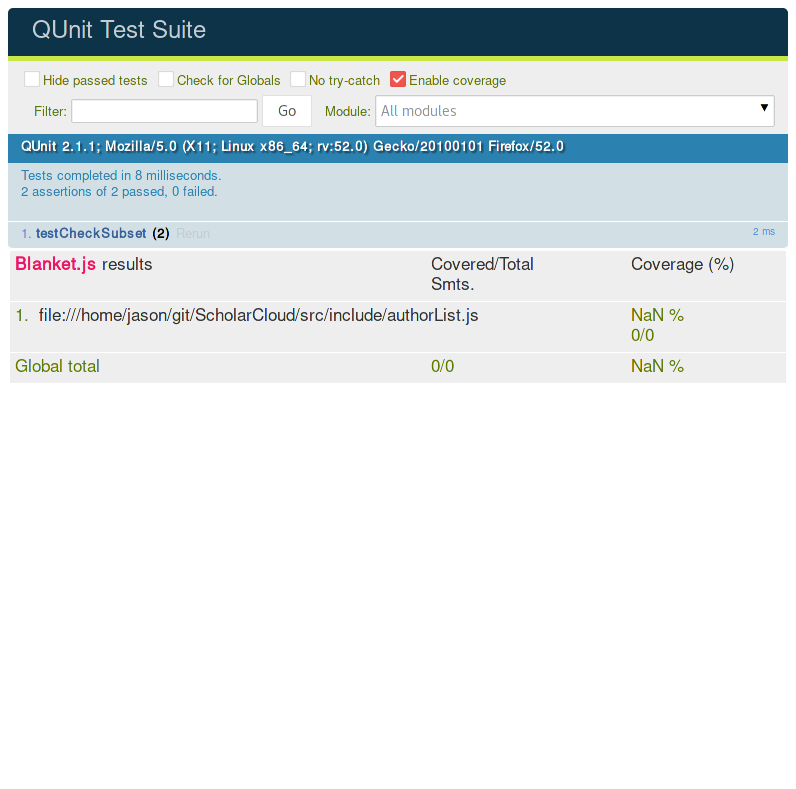 QUnit Test Suite
Hide passed tests Check for Globals No try-catch Enable coverage
Filter: Go Module: All modules ▼
QUnit 2.1.1; Mozilla/5.0 (X11; Linux x86_64; rv:52.0) Gecko/20100101 Firefox/52.0
Tests completed in 8 milliseconds.
2 assertions of 2 passed, 0 failed.
1. testCheckSubset (2) Rerun 2 ms
Blanket.js results Covered/Total Coverage (%)
Smts.
1. file:///home/jason/git/ScholarCloud/src/include/authorList.js NaN %
0/0
Global total 0/0 NaN %